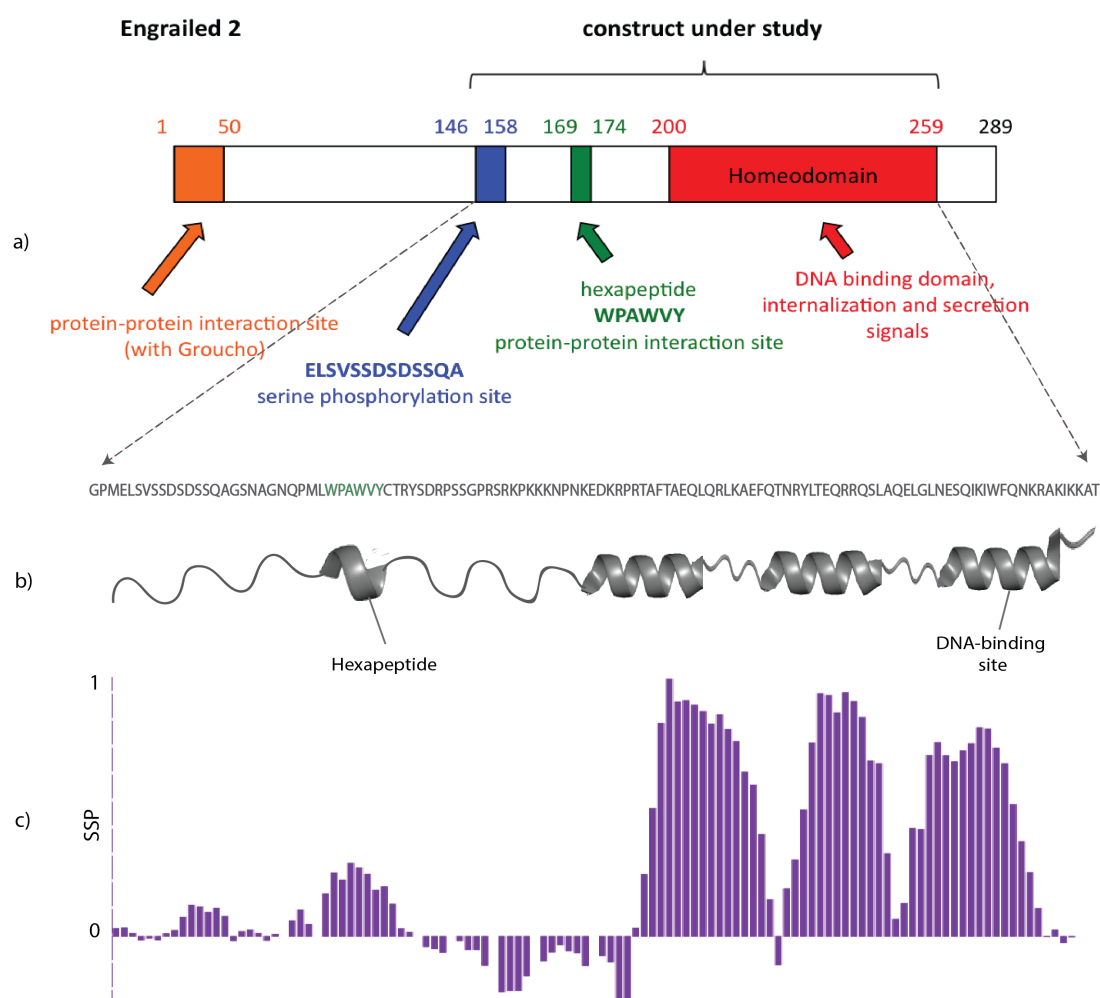 Engrailed 2
construct under study
1 50 146 158 169 174 200 259 289
Homeodomain
a)
protein-protein interaction site
(with Groucho)
ELSVSSDSDSSQA
serine phosphorylation site
hexapeptide
WPAWVY
protein-protein interaction site
DNA binding domain,
internalization and secretion
signals
GPMELSVSSDSDSSQAGSNAGNQPMLWPAWVYCTRYSDRPSSGPRSRKPKKKNPNKEDKRPRTAFTAEQLQRLKAEFQTNRYLTEQRRQSLAQELGLNESQIKIWFQNKRAKIKKAT
b)
Hexapeptide
DNA-binding
site
c)
SSP
1
0